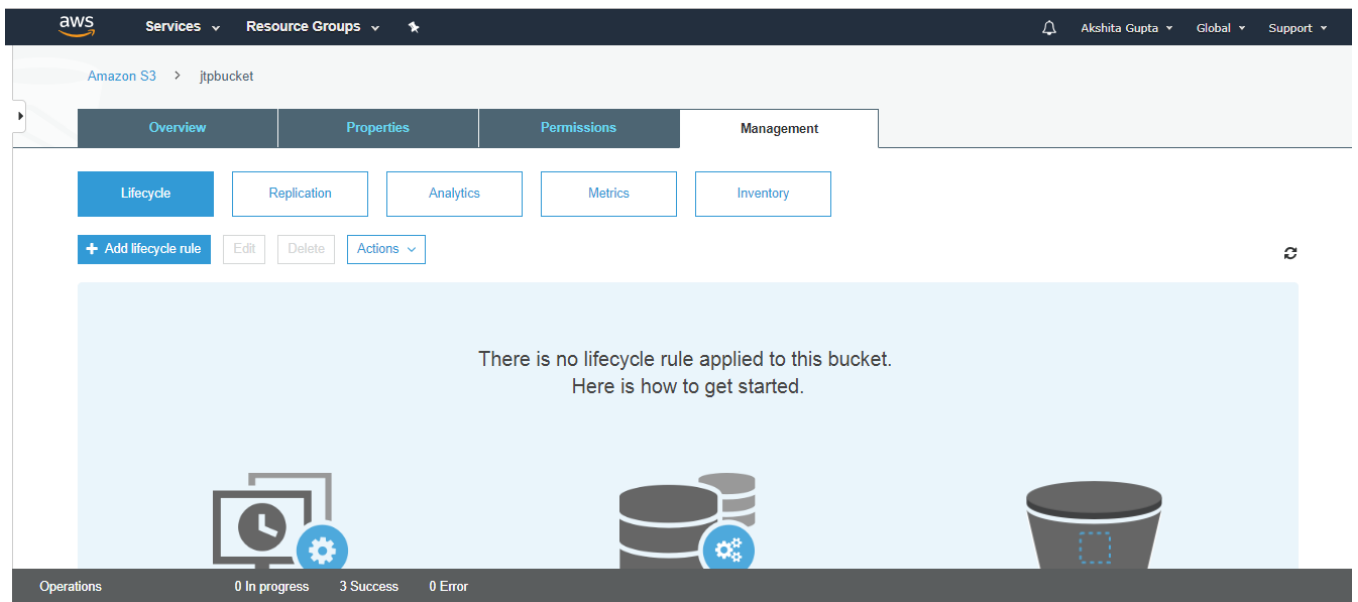 aws Services Resource Groups Akshita Gupta Global Support
Amazon S3 > jtpbucket
Overview Properties Permissions Management
Lifecycle Replication Analytics Metrics Inventory
+ Add lifecycle rule Edit Delete Actions
There is no lifecycle rule applied to this bucket.
Here is how to get started.
Operations 0 In progress 3 Success 0 Error